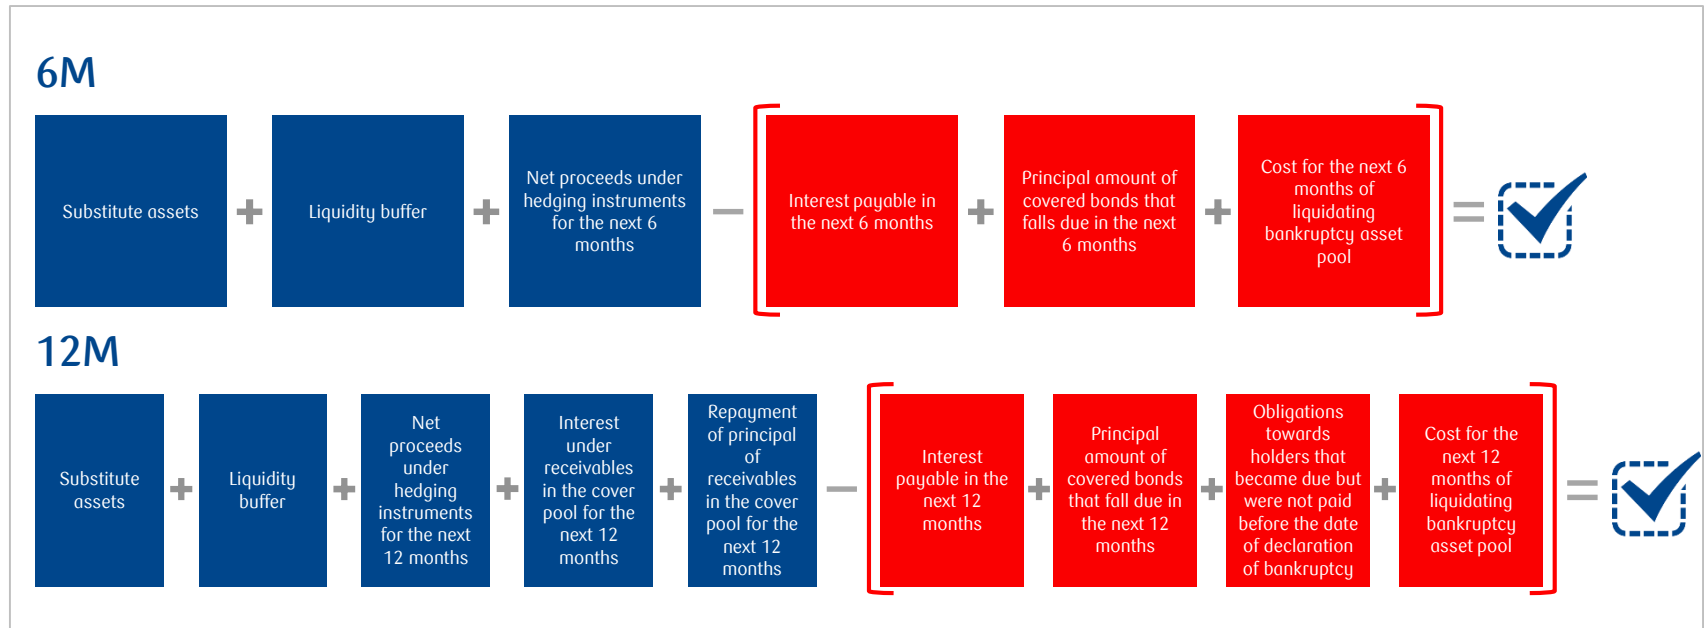 6M
Substitute assets
+
Liquidity buffer
+
Net proceeds under
hedging instruments
for the next 6
months
–
Interest payable in
the next 6 months
+
Principal amount of
covered bonds that
falls due in the next
6 months
+
Cost for the next 6
months of
liquidating
bankruptcy asset
pool
=
12M
Substitute
assets
+
Liquidity
buffer
+
Net
proceeds
under
hedging
instruments
for the next
12 months
+
Interest
under
receivables
in the cover
pool for the
next 12
months
+
Repayment
of principal
of
receivables
in the cover
pool for the
next 12
months
–
Interest
payable in the
next 12
months
+
Principal
amount of
covered bonds
that fall due in
the next 12
months
+
Obligations
towards
holders that
became due but
were not paid
before the date
of declaration
of bankruptcy
+
Cost for the
next 12
months of
liquidating
bankruptcy
asset pool
=